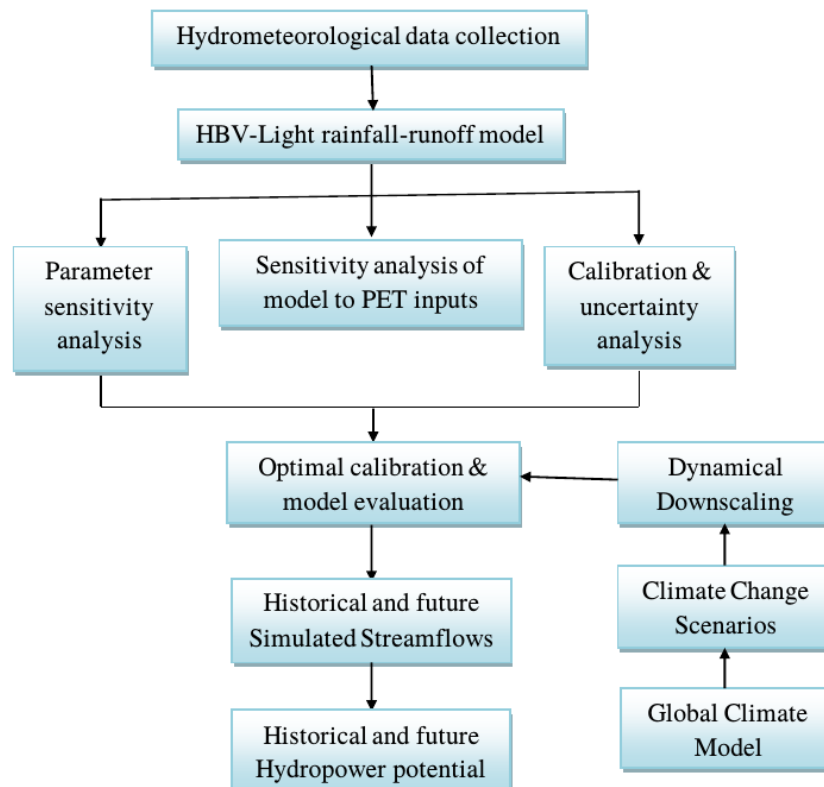 Hydrometeorological data collection
HBV-Light rainfall-runoff model
Parameter
sensitivity
analysis
Sensitivity analysis of
model to PET inputs
Calibration &
uncertainty
analysis
Optimal calibration &
model evaluation
Dynamical
Downscaling
Historical and future
Simulated Streamflows
Climate Change
Scenarios
Historical and future
Hydropower potential
Global Climate
Model